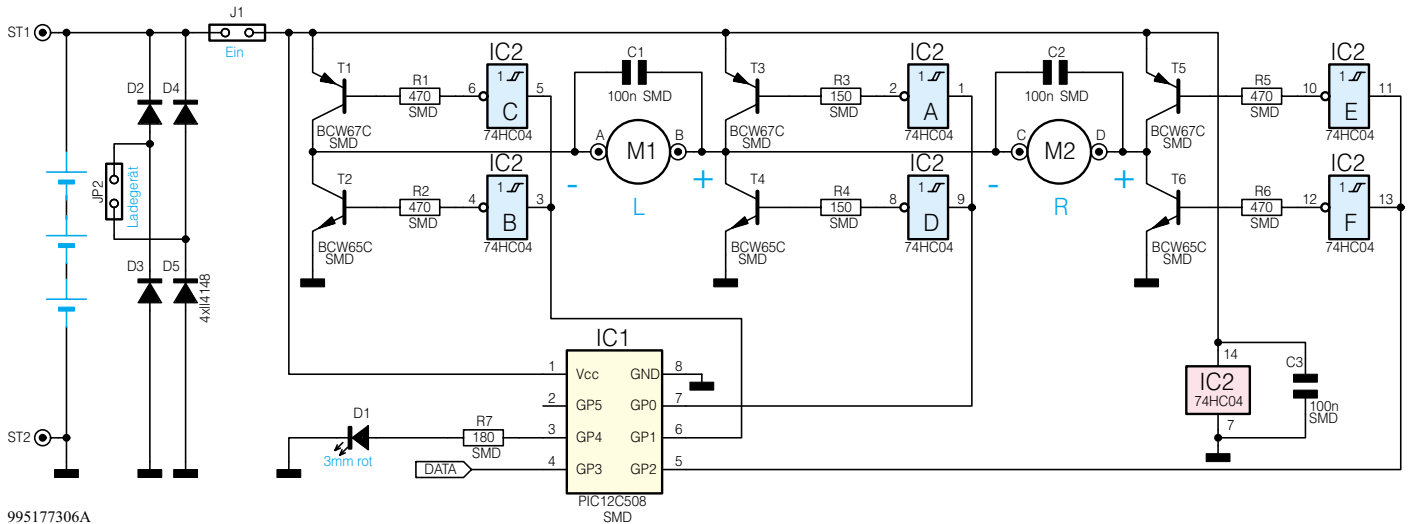 ST1
J1
Ein
D2
D4
JP2
Ladegerät
D3
D5
4xll4148
ST2
T1
BCW67C
SMD
R1
470
SMD
6
IC2
1
C
74HC04
5
T2
BCW65C
SMD
R2
470
SMD
4
IC2
1
B
74HC04
3
C1
100n SMD
A
M1
B
-
+
L
T3
BCW67C
SMD
R3
150
SMD
2
IC2
1
A
74HC04
1
T4
BCW65C
SMD
R4
150
SMD
8
IC2
1
D
74HC04
9
C2
100n SMD
C
M2
D
-
+
R
T5
BCW67C
SMD
R5
470
SMD
10
IC2
1
E
74HC04
11
T6
BCW65C
SMD
R6
470
SMD
12
IC2
1
F
74HC04
13
IC1
1
Vcc
GND
8
2
GP5
GP0
7
3
GP4
GP1
6
4
GP3
GP2
5
PIC12C508
SMD
D1
3mm rot
R7
180
SMD
DATA
14
IC2
74HC04
7
C3
100n
SMD
995177306A